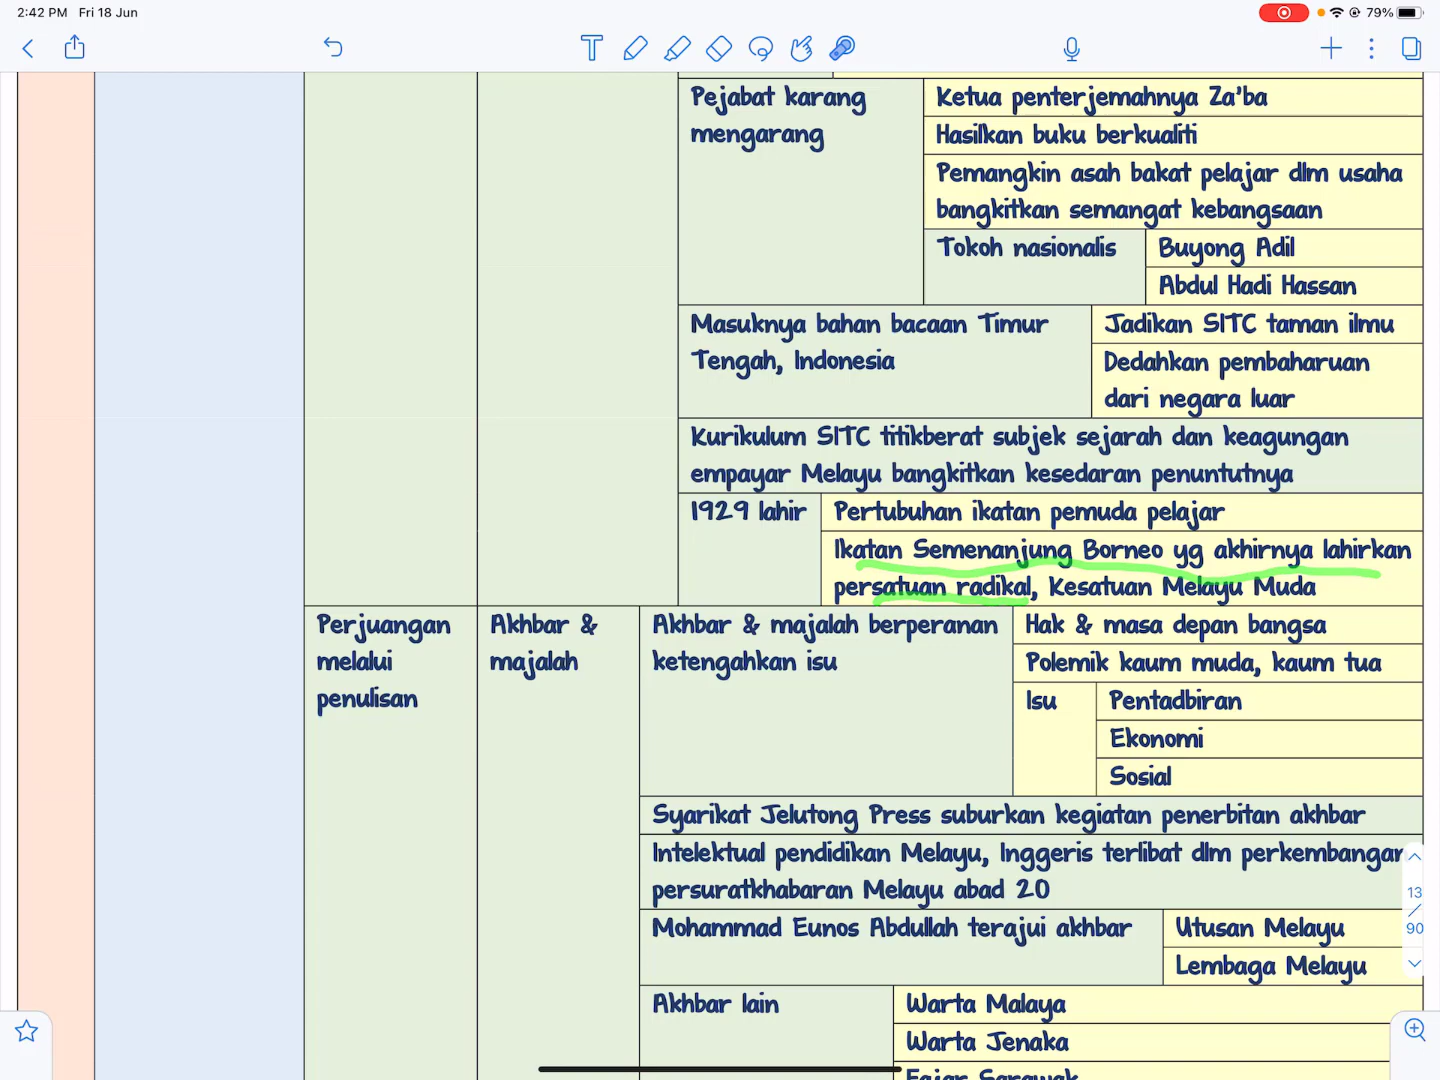 2:42 PM Fri 18 Jun
79%
Pejabat karang
mengarang
Ketua penterjemahnya Za'ba
Hasilkan buku berkualiti
Pemangkin asah bakat pelajar dlm usaha
bangkitkan semangat kebangsaan
Tokoh nasionalis
Buyong Adil
Abdul Hadi Hassan
Masuknya bahan bacaan Timur
Tengah, Indonesia
Jadikan SITC taman ilmu
Dedahkan pembaharuan
dari negara luar
Kurikulum SITC titikberat subjek sejarah dan keagungan
empayar Melayu bangkitkan kesedaran penuntutnya
1929 lahir
Pertubuhan ikatan pemuda pelajar
Ikatan Semenanjung Borneo yg akhirnya lahirkan
persatuan radikal, Kesatuan Melayu Muda
Perjuangan
melalui
penulisan
Akhbar &
majalah
Akhbar & majalah berperanan
ketengahkan isu
Hak & masa depan bangsa
Polemik kaum muda, kaum tua
Isu
Pentadbiran
Ekonomi
Sosial
Syarikat Jelutong Press suburkan kegiatan penerbitan akhbar
Intelektual pendidikan Melayu, Inggeris terlibat dlm perkembangan
persuratkhabaran Melayu abad 20
Mohammad Eunos Abdullah terajui akhbar
Utusan Melayu
Lembaga Melayu
Akhbar lain
Warta Malaya
Warta Jenaka
Fajar Sarawak
13
/
90